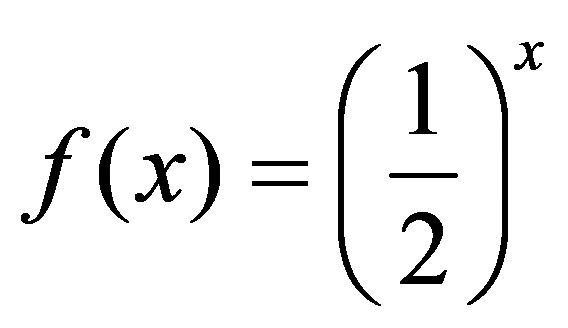 f(x) = (1/2)^x